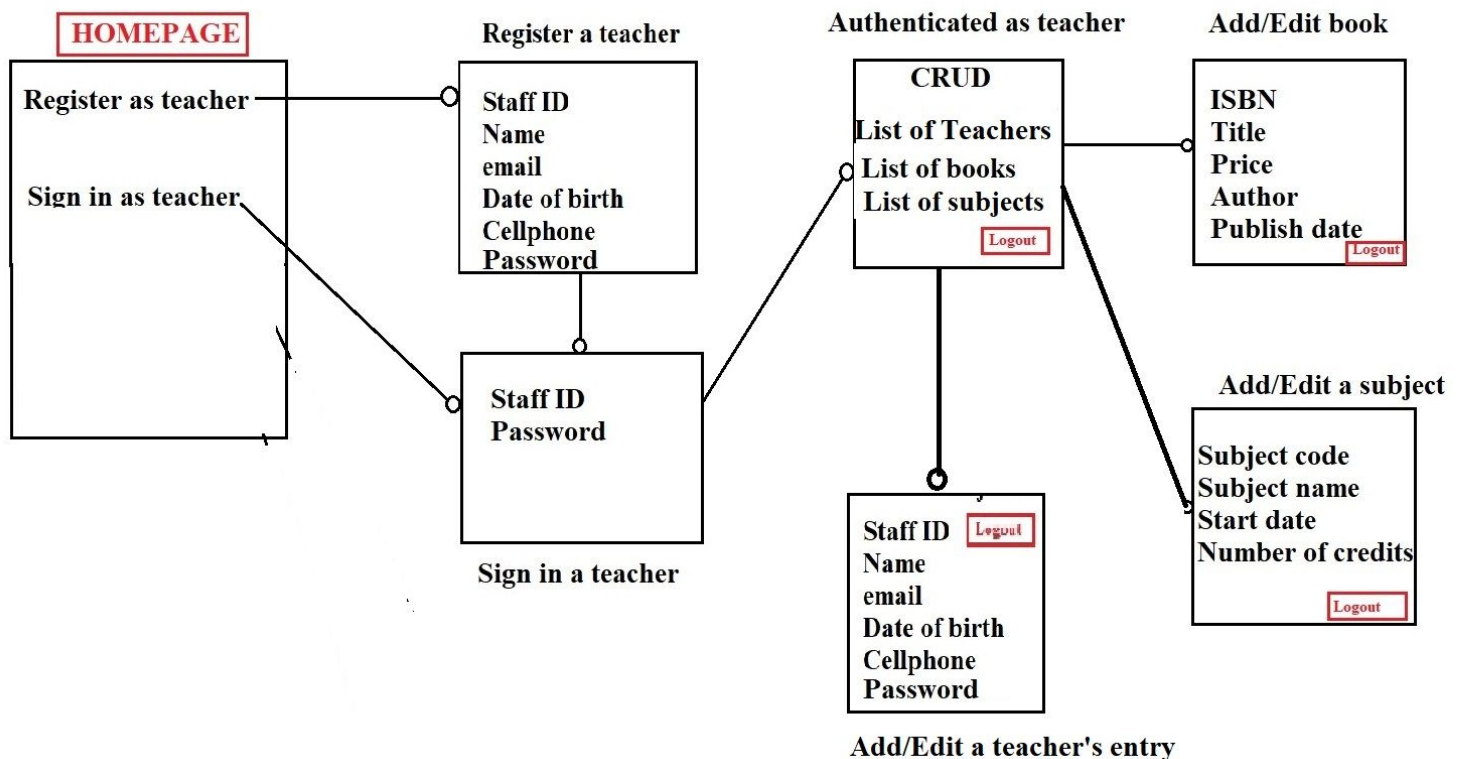 HOMEPAGE
Register as teacher
Sign in as teacher
Register a teacher
Staff ID
Name
email
Date of birth
Cellphone
Password
Staff ID
Password
Sign in a teacher
Authenticated as teacher
CRUD
List of Teachers
List of books
List of subjects
Logout
Staff ID
Logout
Name
email
Date of birth
Cellphone
Password
Add/Edit a teacher's entry
Add/Edit book
ISBN
Title
Price
Author
Publish date
Logout
Add/Edit a subject
Subject code
Subject name
Start date
Number of credits
Logout